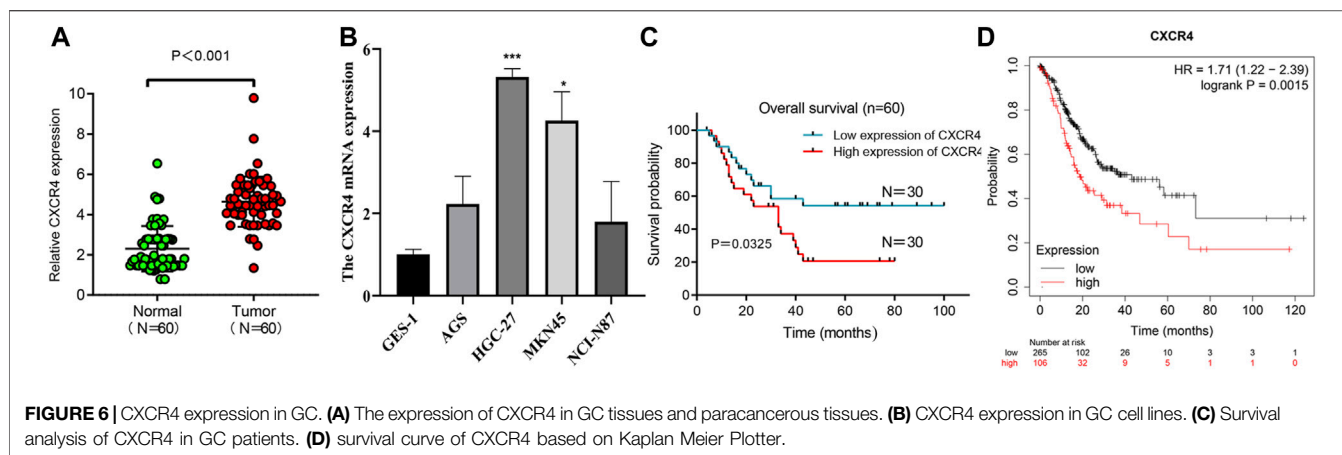 A
P＜0.001
Relative CXCR4 expression
10
8
6
4
2
0
Normal
Tumor
（N=60）
（N=60）
B
The CXCR4 mRNA expression
6
4
2
0
***
*
GES-1
AGS
HGC-27
MKN45
NCI-N87
C
Overall survival (n=60)
Low expression of CXCR4
High expression of CXCR4
Survival probability
100
80
60
40
20
0
N＝30
N＝30
P=0.0325
0 20 40 60 80 100
Time (months)
D
CXCR4
HR = 1.71 (1.22 − 2.39)
logrank P = 0.0015
Probability
1.0
0.8
0.6
0.4
0.2
0.0
Expression
low
high
0 20 40 60 80 100 120
Time (months)
Number at risk
low 265 102 26 10 3 3 1
high 106 32 9 5 1 1 0
FIGURE 6 | CXCR4 expression in GC. (A) The expression of CXCR4 in GC tissues and paracancerous tissues. (B) CXCR4 expression in GC cell lines. (C) Survival
analysis of CXCR4 in GC patients. (D) survival curve of CXCR4 based on Kaplan Meier Plotter.